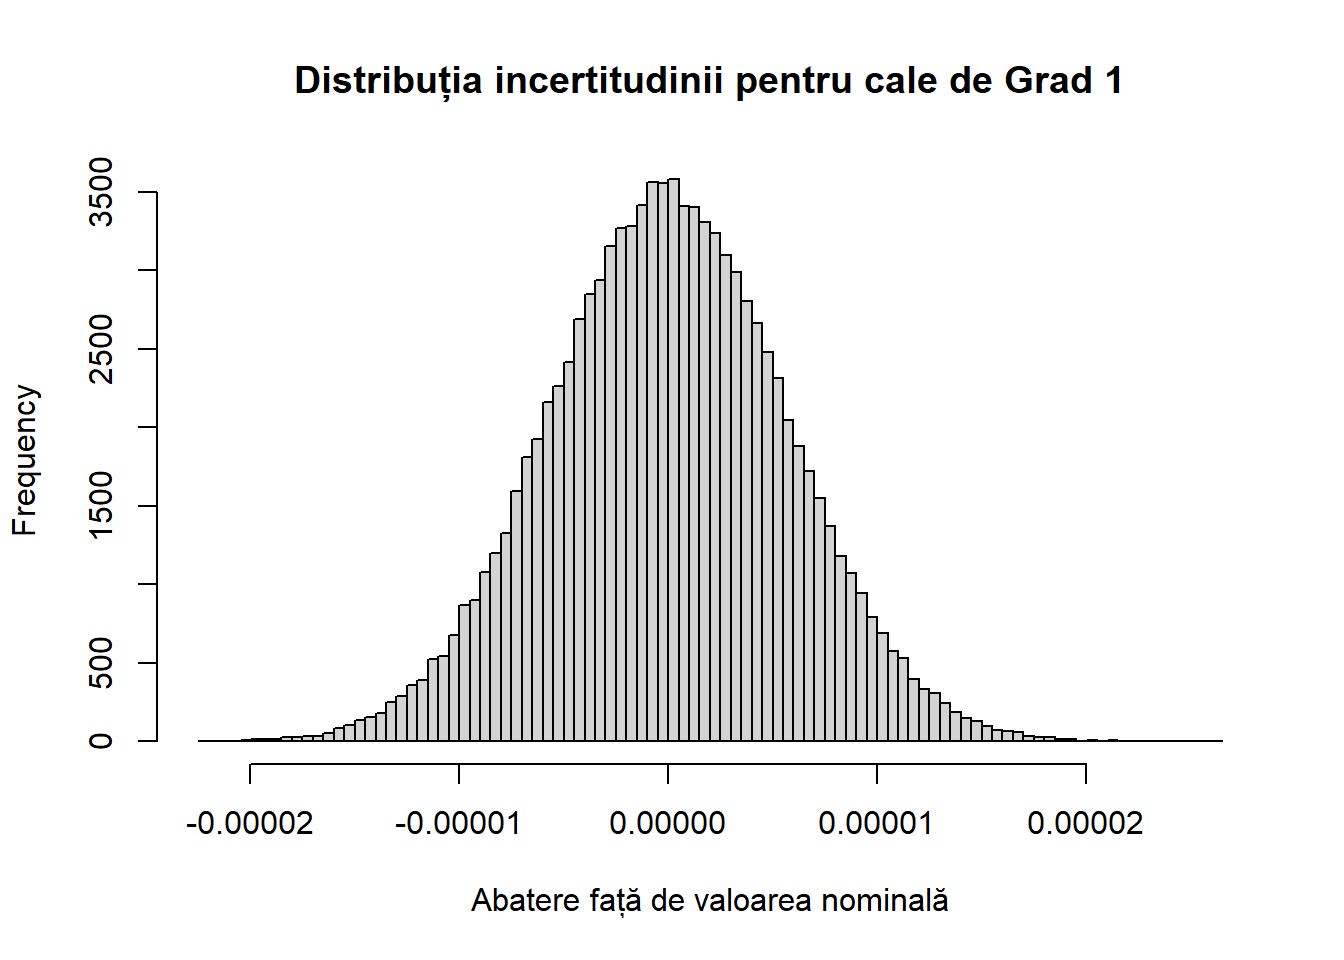 Distribuția incertitudinii pentru cale de Grad 1
Frequency
3500
2500
1500
500
0
-0.00002 -0.00001 0.00000 0.00001 0.00002
Abatere față de valoarea nominală